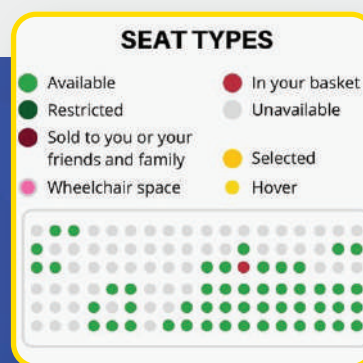 SEAT TYPES
Available
In your basket
Restricted
Unavailable
Sold to you or your
friends and family
Selected
Wheelchair space
Hover